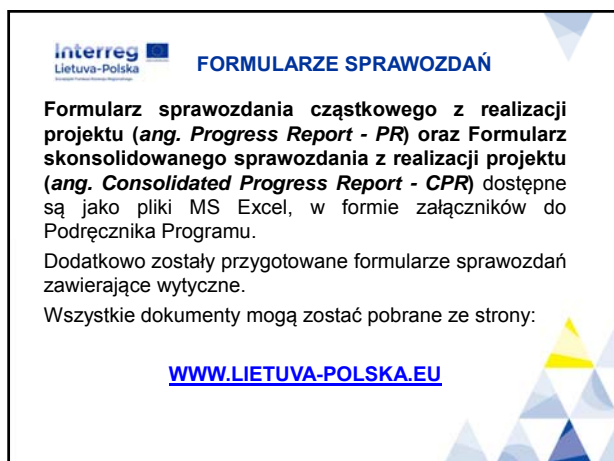 Interreg
Lietuva-Polska
FORMULARZE SPRAWOZDAŃ
Formularz sprawozdania cząstkowego z realizacji
projektu (ang. Progress Report - PR) oraz Formularz
skonsolidowanego sprawozdania z realizacji projektu
(ang. Consolidated Progress Report - CPR) dostępne
są jako pliki MS Excel, w formie załączników do
Podręcznika Programu.
Dodatkowo zostały przygotowane formularze sprawozdań
zawierające wytyczne.
Wszystkie dokumenty mogą zostać pobrane ze strony:
WWW.LIETUVA-POLSKA.EU